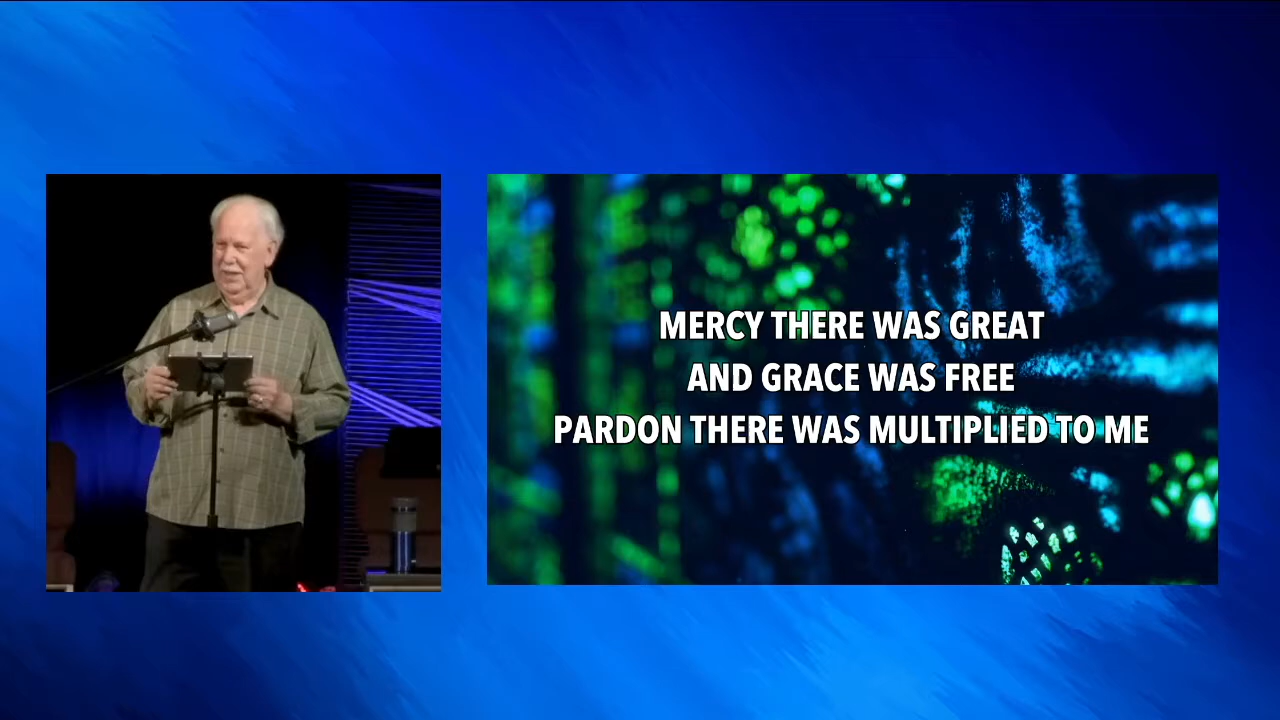 MERCY THERE WAS GREAT
AND GRACE WAS FREE
PARDON THERE WAS MULTIPLIED TO ME